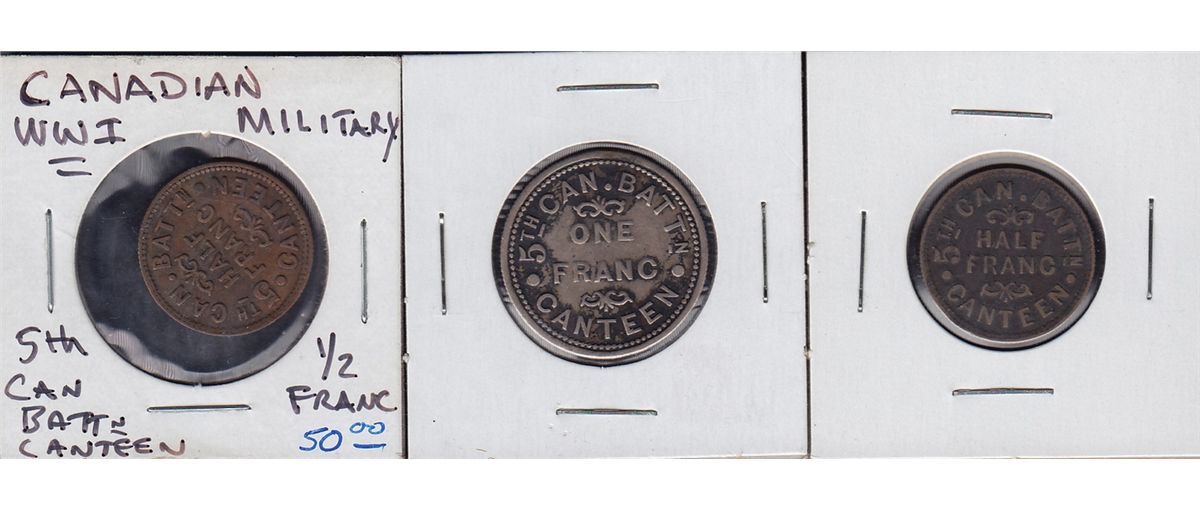 CANADIAN
WWI MILITARY
5TH CAN · BATTN ·
HALF
FRANC
CANTEEN
5th
CAN
BATTN
CANTEEN
1/2
FRANC
50.00
· 5TH CAN. BATTN ·
ONE
FRANC
CANTEEN
· 5TH CAN. BATTN ·
HALF
FRANC
CANTEEN